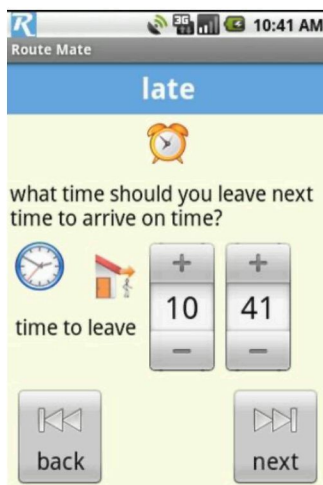 R
3G
10:41 AM
Route Mate
late
what time should you leave next
time to arrive on time?
+ +
10 41
time to leave
- -
back next